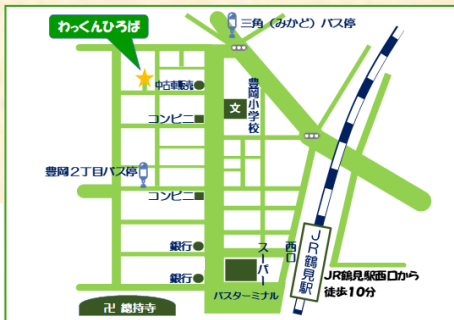 わっくんひろば
三角（みかど）バス停
中古車販売
文
豊岡小学校
コンビニ
豊岡2丁目バス停
コンビニ
銀行
銀行
スーパー
西口
JR鶴見駅
JR鶴見駅西口から
徒歩10分
バスターミナル
卍 總持寺